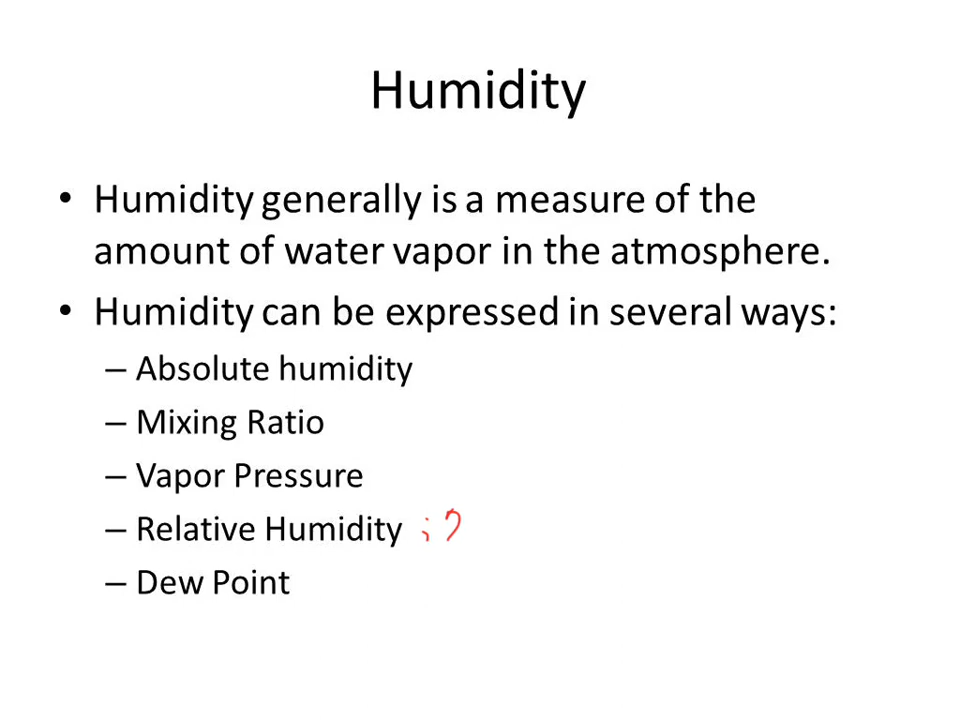 Humidity
• Humidity generally is a measure of the
amount of water vapor in the atmosphere.
• Humidity can be expressed in several ways:
– Absolute humidity
– Mixing Ratio
– Vapor Pressure
– Relative Humidity
– Dew Point